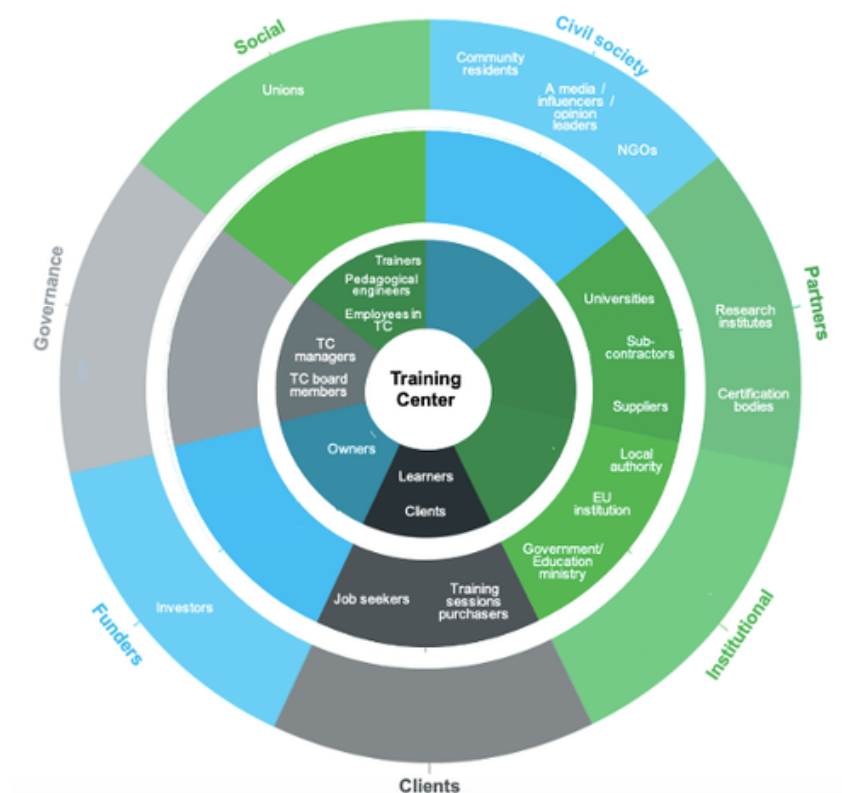 Social
Civil society
Unions
Community
residents
A media /
influencers /
opinion
leaders
NGOs
Governance
Partners
Trainers
Pedagogical
engineers
Employees in
TC
TC
managers
TC board
members
Training
Center
Universities
Sub-
contractors
Suppliers
Research
institutes
Certification
bodies
Owners
Learners
Clients
Local
authority
EU
institution
Government/
Education
ministry
Job seekers
Training
sessions
purchasers
Investors
Funders
Institutional
Clients